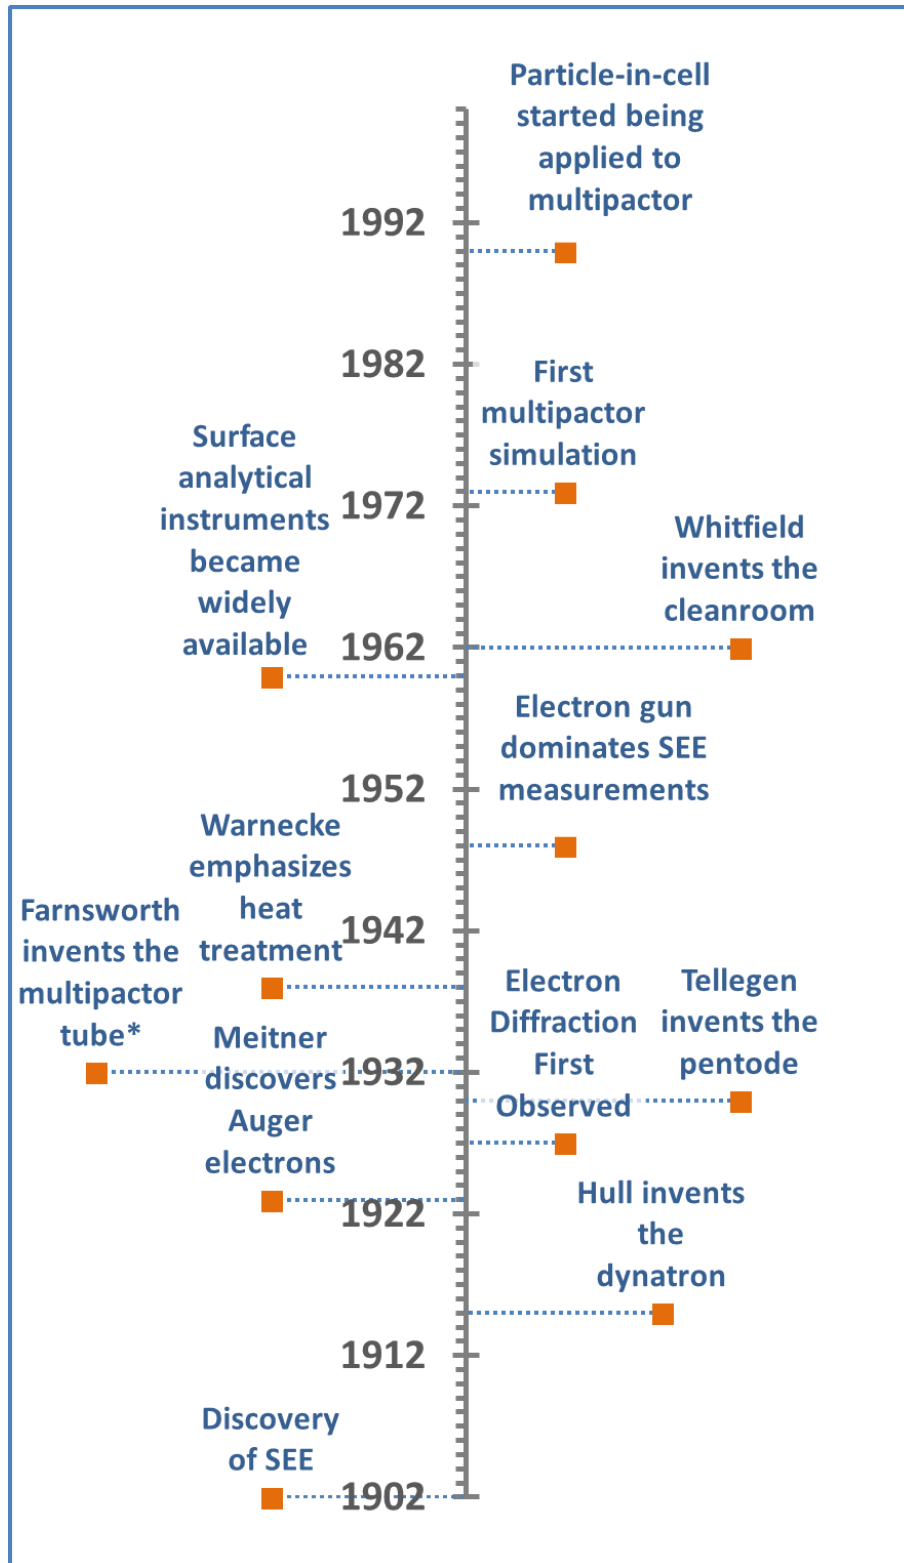 Particle-in-cell
started being
applied to
multipactor
1992
1982
First
multipactor
simulation
Surface
analytical
instruments
became
widely
available
1972
Whitfield
invents the
cleanroom
1962
Electron gun
dominates SEE
measurements
1952
Warnecke
emphasizes
heat
treatment
Farnsworth
invents the
multipactor
tube*
1942
Electron
Diffraction
First
Observed
Tellegen
invents the
pentode
Meitner
discovers
Auger
electrons
1932
1922
Hull invents
the
dynatron
1912
Discovery
of SEE
1902